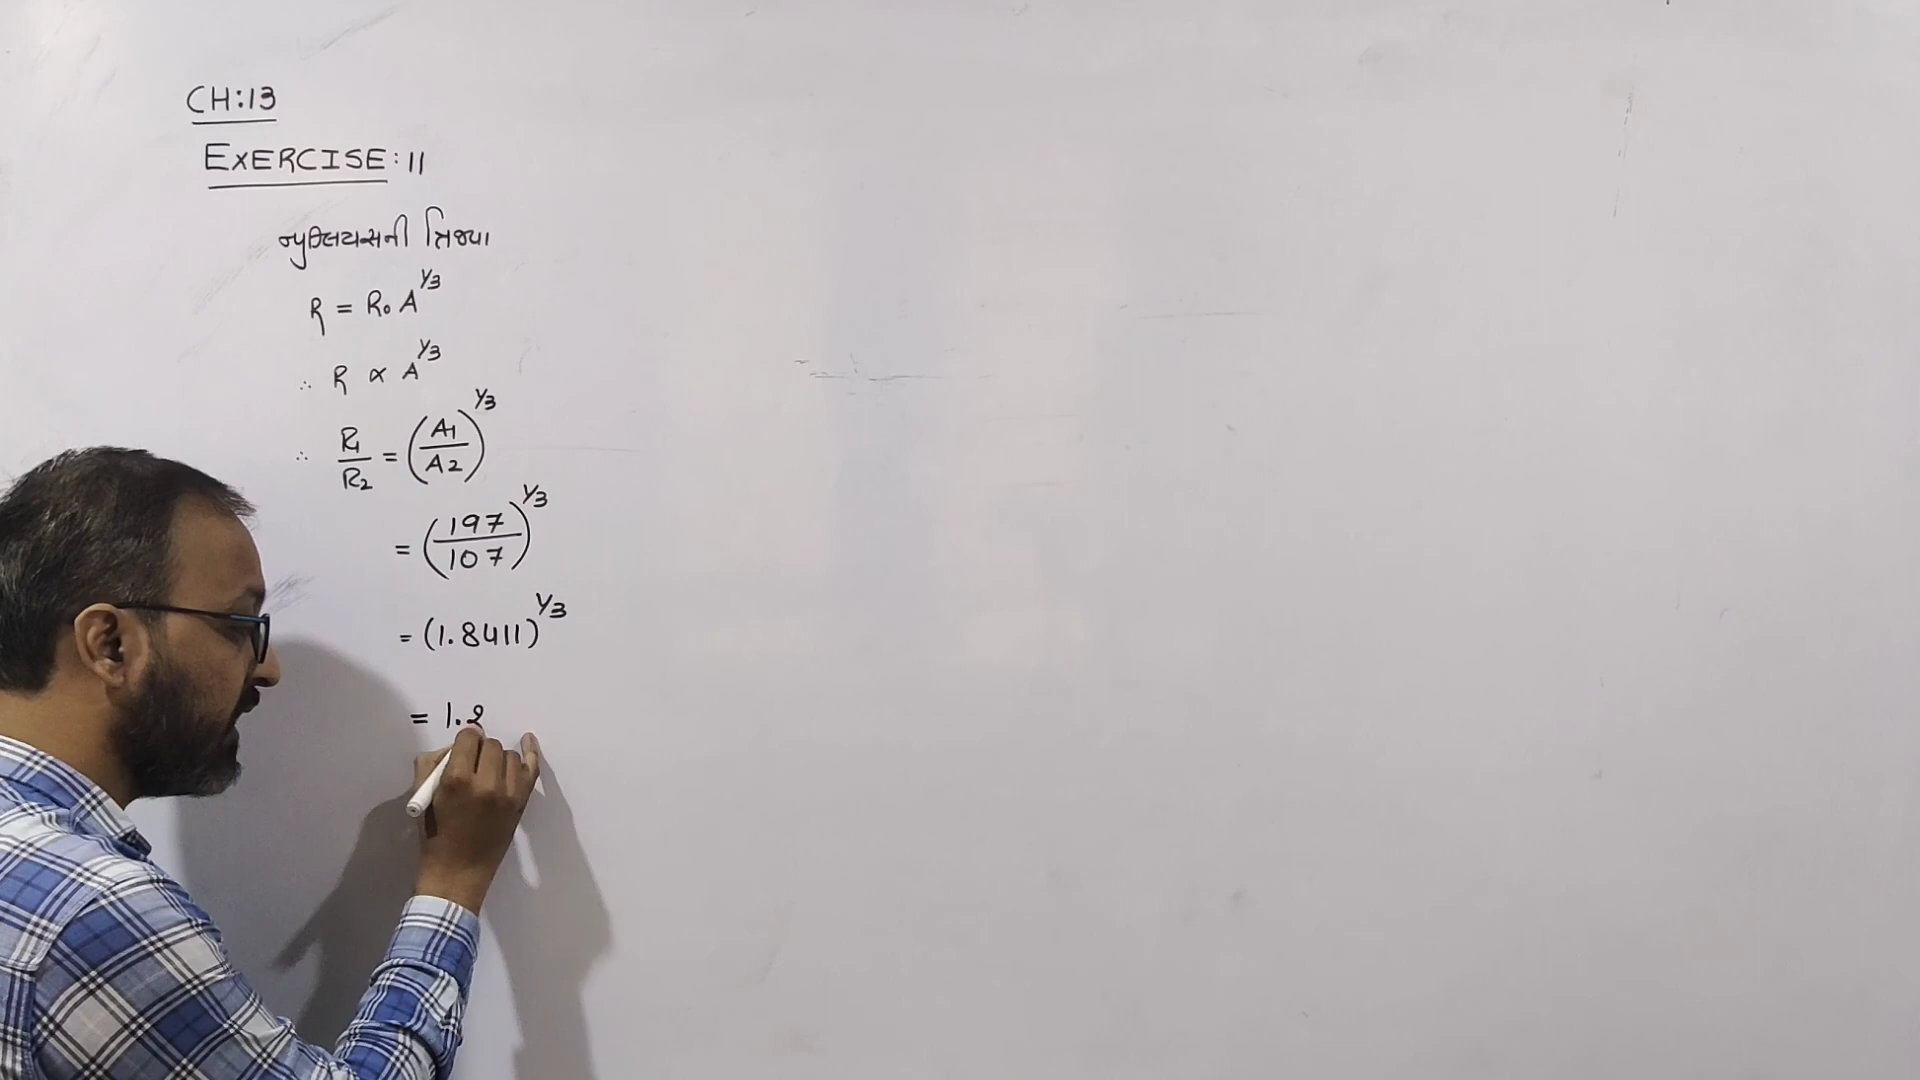 CH:13
EXERCISE: 11
ન્યુક્લિયસની ત્રિજ્યા
R = R₀ A^1/3
∴ R ∝ A^1/3
∴ R₁/R₂ = (A₁/A₂)^1/3
= (197/107)^1/3
= (1.8411)^1/3
= 1.2